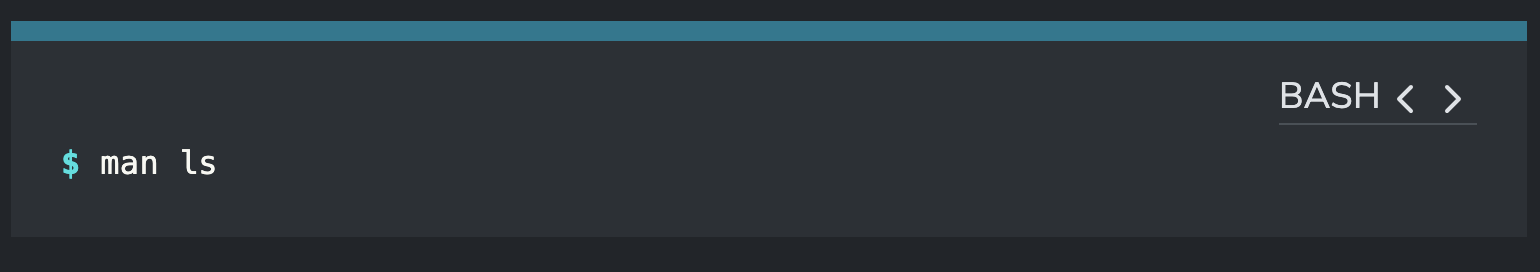 BASH < >
$ man ls